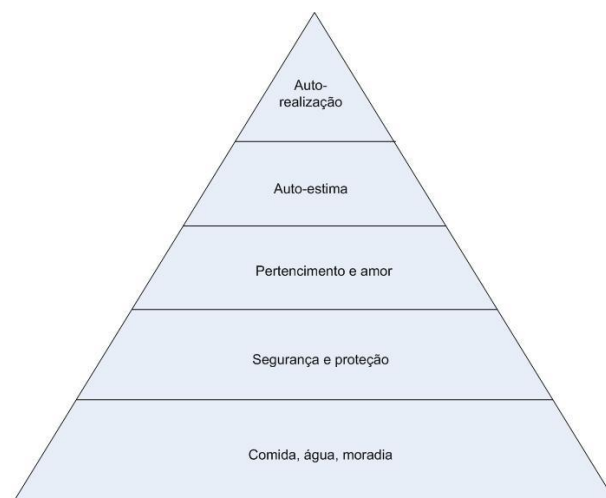 Auto-
realização
Auto-estima
Pertencimento e amor
Segurança e proteção
Comida, água, moradia